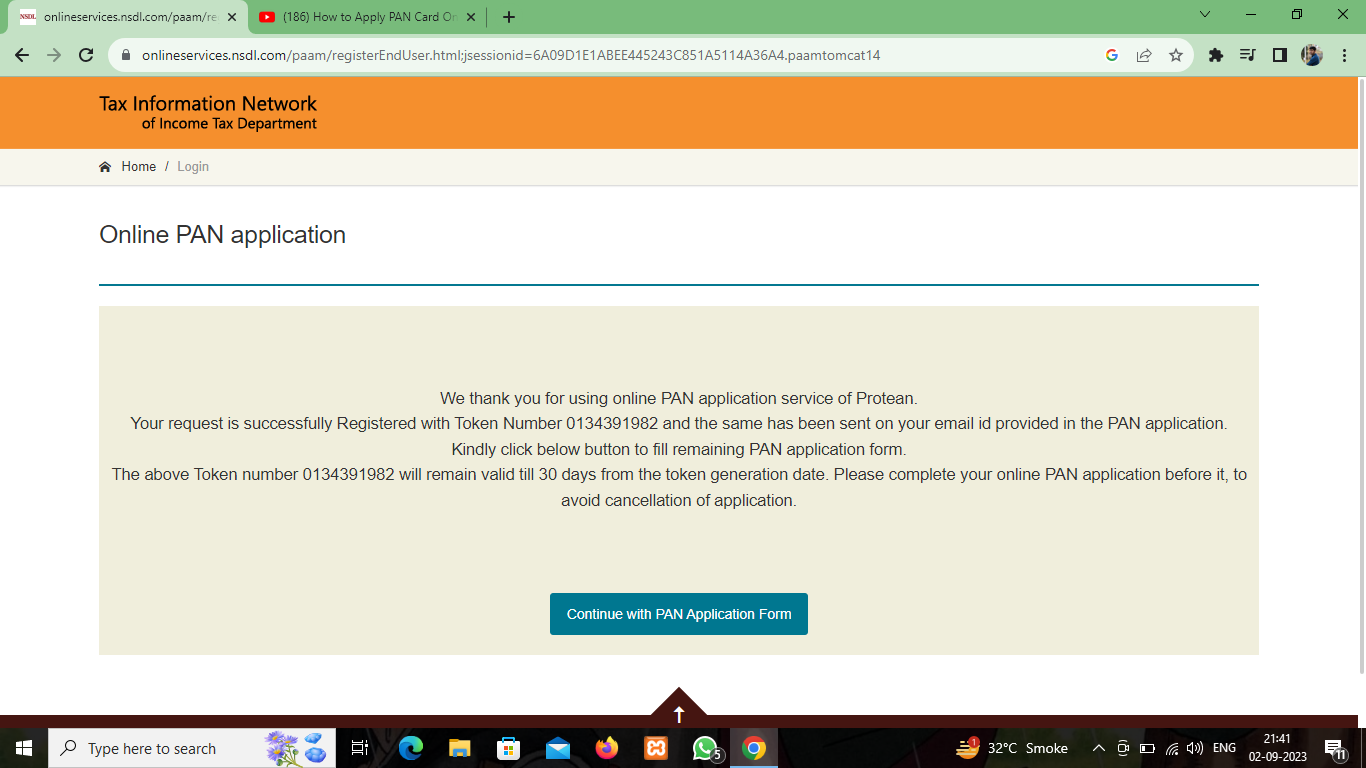 NSDL onlineservices.nsdl.com/paam/re
(186) How to Apply PAN Card On
onlineservices.nsdl.com/paam/registerEndUser.html;jsessionid=6A09D1E1ABEE445243C851A5114A36A4.paamtomcat14
Tax Information Network
of Income Tax Department
Home / Login
Online PAN application
We thank you for using online PAN application service of Protean.
Your request is successfully Registered with Token Number 0134391982 and the same has been sent on your email id provided in the PAN application.
Kindly click below button to fill remaining PAN application form.
The above Token number 0134391982 will remain valid till 30 days from the token generation date. Please complete your online PAN application before it, to
avoid cancellation of application.
Continue with PAN Application Form
Type here to search
5
1
32°C Smoke
ENG
21:41
02-09-2023
11